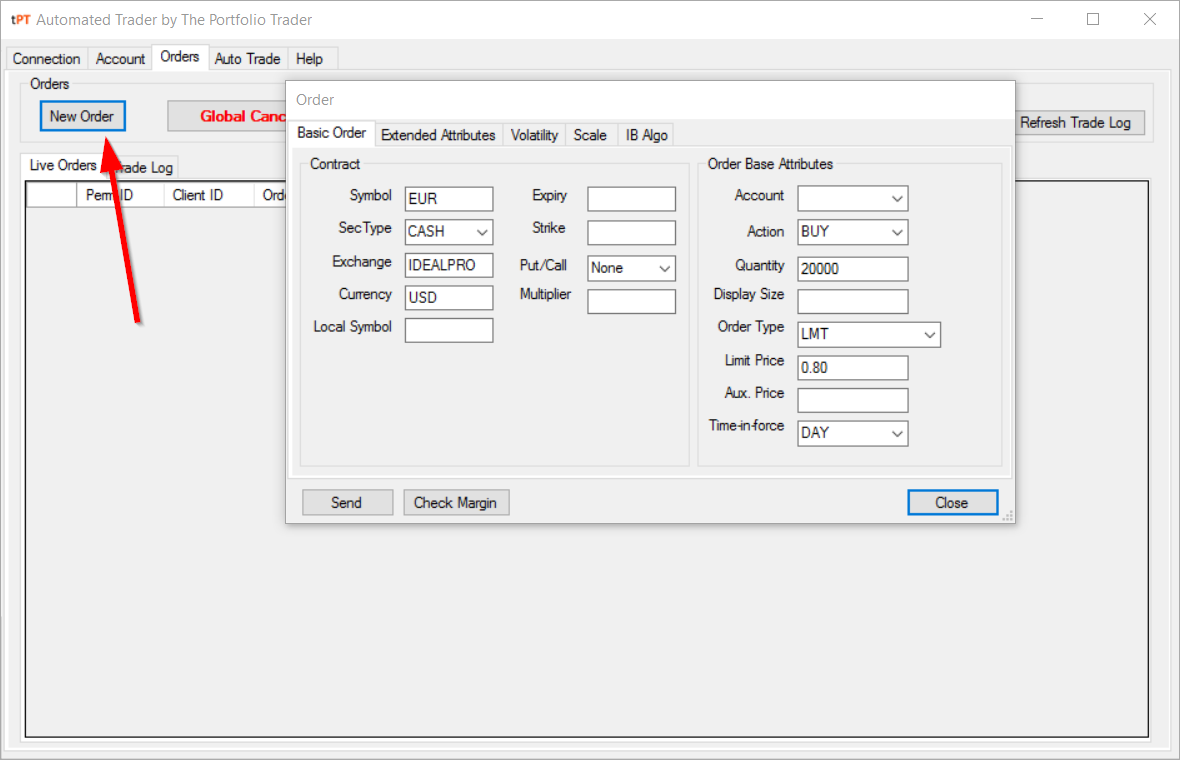 tPT Automated Trader by The Portfolio Trader
Connection Account Orders Auto Trade Help
Orders
New Order Global Canc Refresh Trade Log
Live Orders rade Log
Perm ID Client ID Ord
Order
Basic Order Extended Attributes Volatility Scale IB Algo
Contract
Symbol EUR Expiry
SecType CASH Strike
Exchange IDEALPRO Put/Call None
Currency USD Multiplier
Local Symbol
Order Base Attributes
Account
Action BUY
Quantity 20000
Display Size
Order Type LMT
Limit Price 0.80
Aux. Price
Time-in-force DAY
Send Check Margin Close